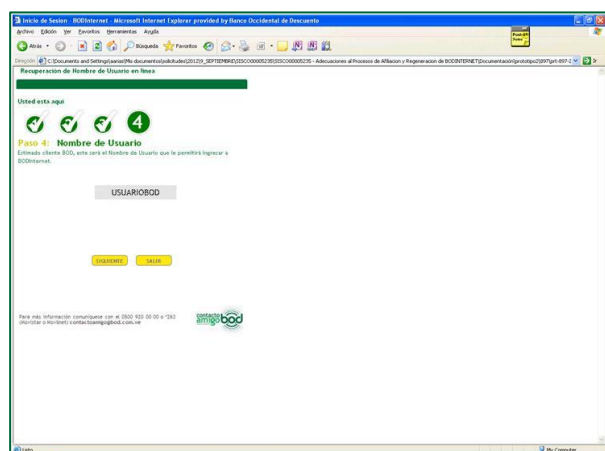 Inicio de Sesion - BODInternet - Microsoft Internet Explorer provided by Banco Occidental de Descuento
Archivo Edición Ver Favoritos Herramientas Ayuda
Atrás Búsqueda Favoritos
Dirección Ir
Recuperación de Nombre de Usuario en línea
Usted esta aqui:
4
Paso 4: Nombre de Usuario
Estimado cliente BOD, este será el Nombre de Usuario que le permitirá ingresar a
BODInternet.
USUARIOBOD
SIGUIENTE SALIR
Para más información comuníquese con el 0500 920 00 00 o *262
(Movistar o Movilnet) contactoamigo@bod.com.ve
contacto
amigo bod
Listo My Computer